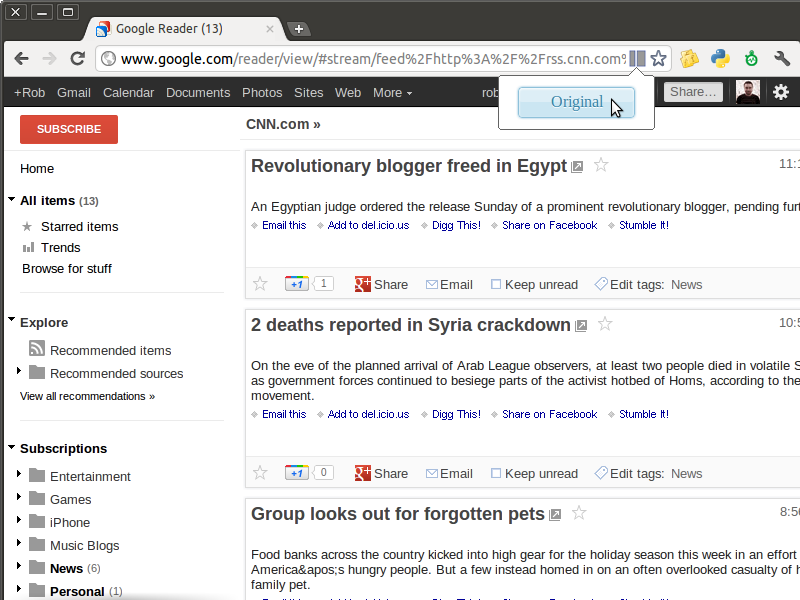 Google Reader (13)
www.google.com/reader/view/#stream/feed%2Fhttp%3A%2F%2Frss.cnn.com%
+Rob Gmail Calendar Documents Photos Sites Web More rob Share…
Original
SUBSCRIBE
CNN.com »
Home
All items (13)
Starred items
Trends
Browse for stuff
Explore
Recommended items
Recommended sources
View all recommendations »
Subscriptions
Entertainment
Games
iPhone
Music Blogs
News (6)
Personal (1)
Revolutionary blogger freed in Egypt 11:1
An Egyptian judge ordered the release Sunday of a prominent revolutionary blogger, pending furt
Email this Add to del.icio.us Digg This! Share on Facebook Stumble It!
+1 1 Share Email Keep unread Edit tags: News
2 deaths reported in Syria crackdown 10:5
On the eve of the planned arrival of Arab League observers, at least two people died in volatile S
as government forces continued to besiege parts of the activist hotbed of Homs, according to the
movement.
Email this Add to del.icio.us Digg This! Share on Facebook Stumble It!
+1 0 Share Email Keep unread Edit tags: News
Group looks out for forgotten pets 8:56
Food banks across the country kicked into high gear for the holiday season this week in an effort
America&apos;s hungry people. But a few instead homed in on an often overlooked casualty of h
family pet.